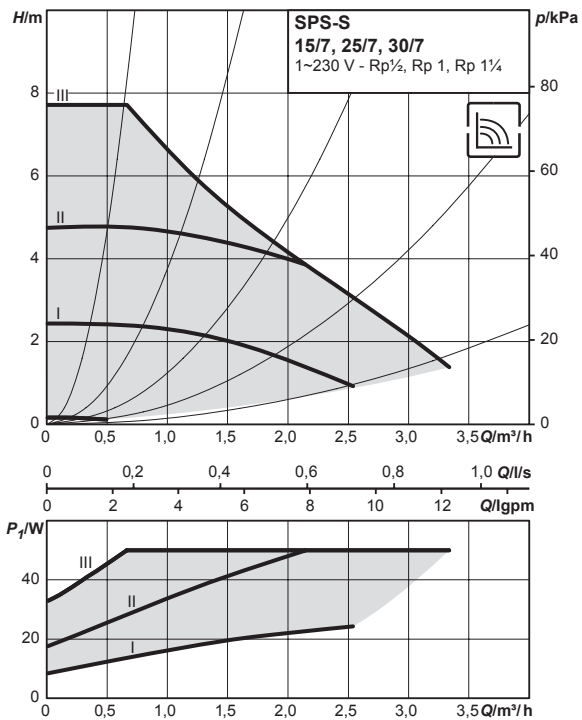 H/m
p/kPa
SPS-S
15/7, 25/7, 30/7
1~230 V - Rp½, Rp 1, Rp 1¼
8
III
80
6
60
II
4
40
I
2
20
0
0
0 0,5 1,0 1,5 2,0 2,5 3,0 3,5 Q/m³/h
0 0,2 0,4 0,6 0,8 1,0 Q/l/s
0 2 4 6 8 10 12 Q/lgpm
P₁/W
III
40
II
20
I
0
0 0,5 1,0 1,5 2,0 2,5 3,0 3,5 Q/m³/h